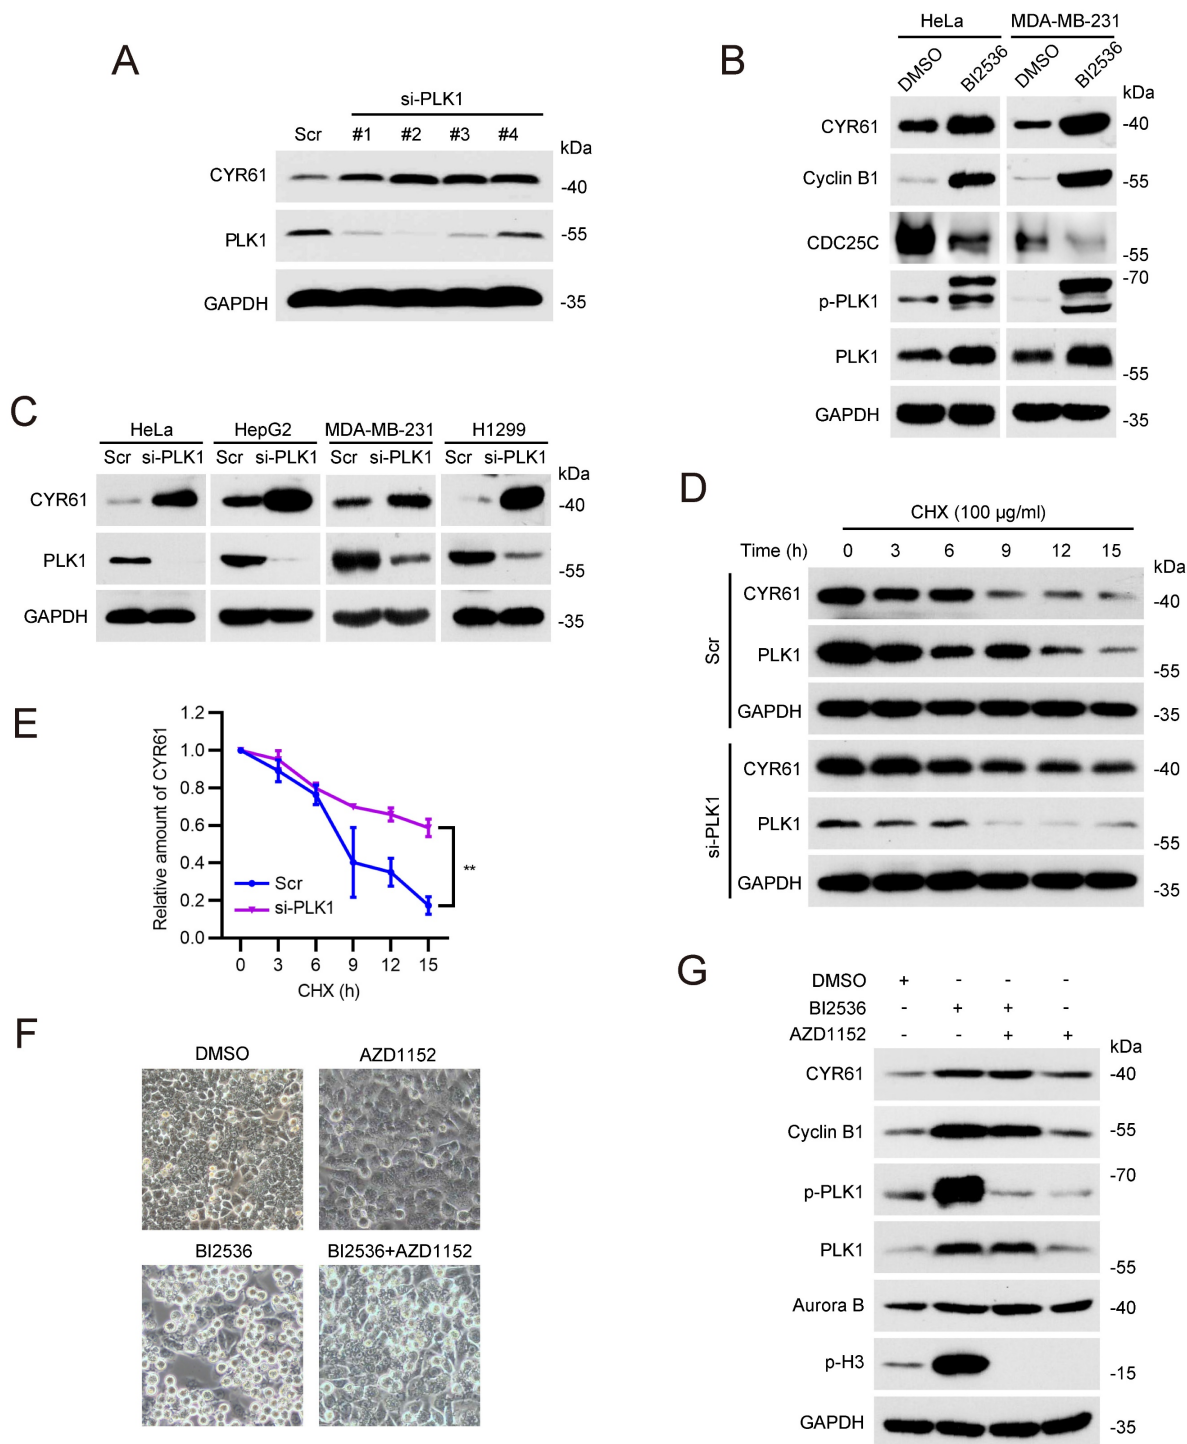 A
si-PLK1
Scr #1 #2 #3 #4
kDa
CYR61
-40
PLK1
-55
GAPDH
-35
B
HeLa MDA-MB-231
DMSO BI2536 DMSO BI2536
kDa
CYR61
-40
Cyclin B1
-55
CDC25C
-55
-70
p-PLK1
PLK1
-55
GAPDH
-35
C
HeLa HepG2 MDA-MB-231 H1299
Scr si-PLK1 Scr si-PLK1 Scr si-PLK1 Scr si-PLK1
kDa
CYR61
-40
PLK1
-55
GAPDH
-35
D
CHX (100 µg/ml)
Time (h) 0 3 6 9 12 15
kDa
Scr
CYR61
-40
PLK1
-55
GAPDH
-35
si-PLK1
CYR61
-40
PLK1
-55
GAPDH
-35
E
Relative amount of CYR61
1.2
1.0
0.8
0.6
0.4
0.2
0.0
Scr
si-PLK1
**
0 3 6 9 12 15
CHX (h)
F
DMSO AZD1152
BI2536 BI2536+AZD1152
G
DMSO + - - -
BI2536 - + + -
AZD1152 - - + +
kDa
CYR61
-40
Cyclin B1
-55
p-PLK1
-70
PLK1
-55
Aurora B
-40
p-H3
-15
GAPDH
-35